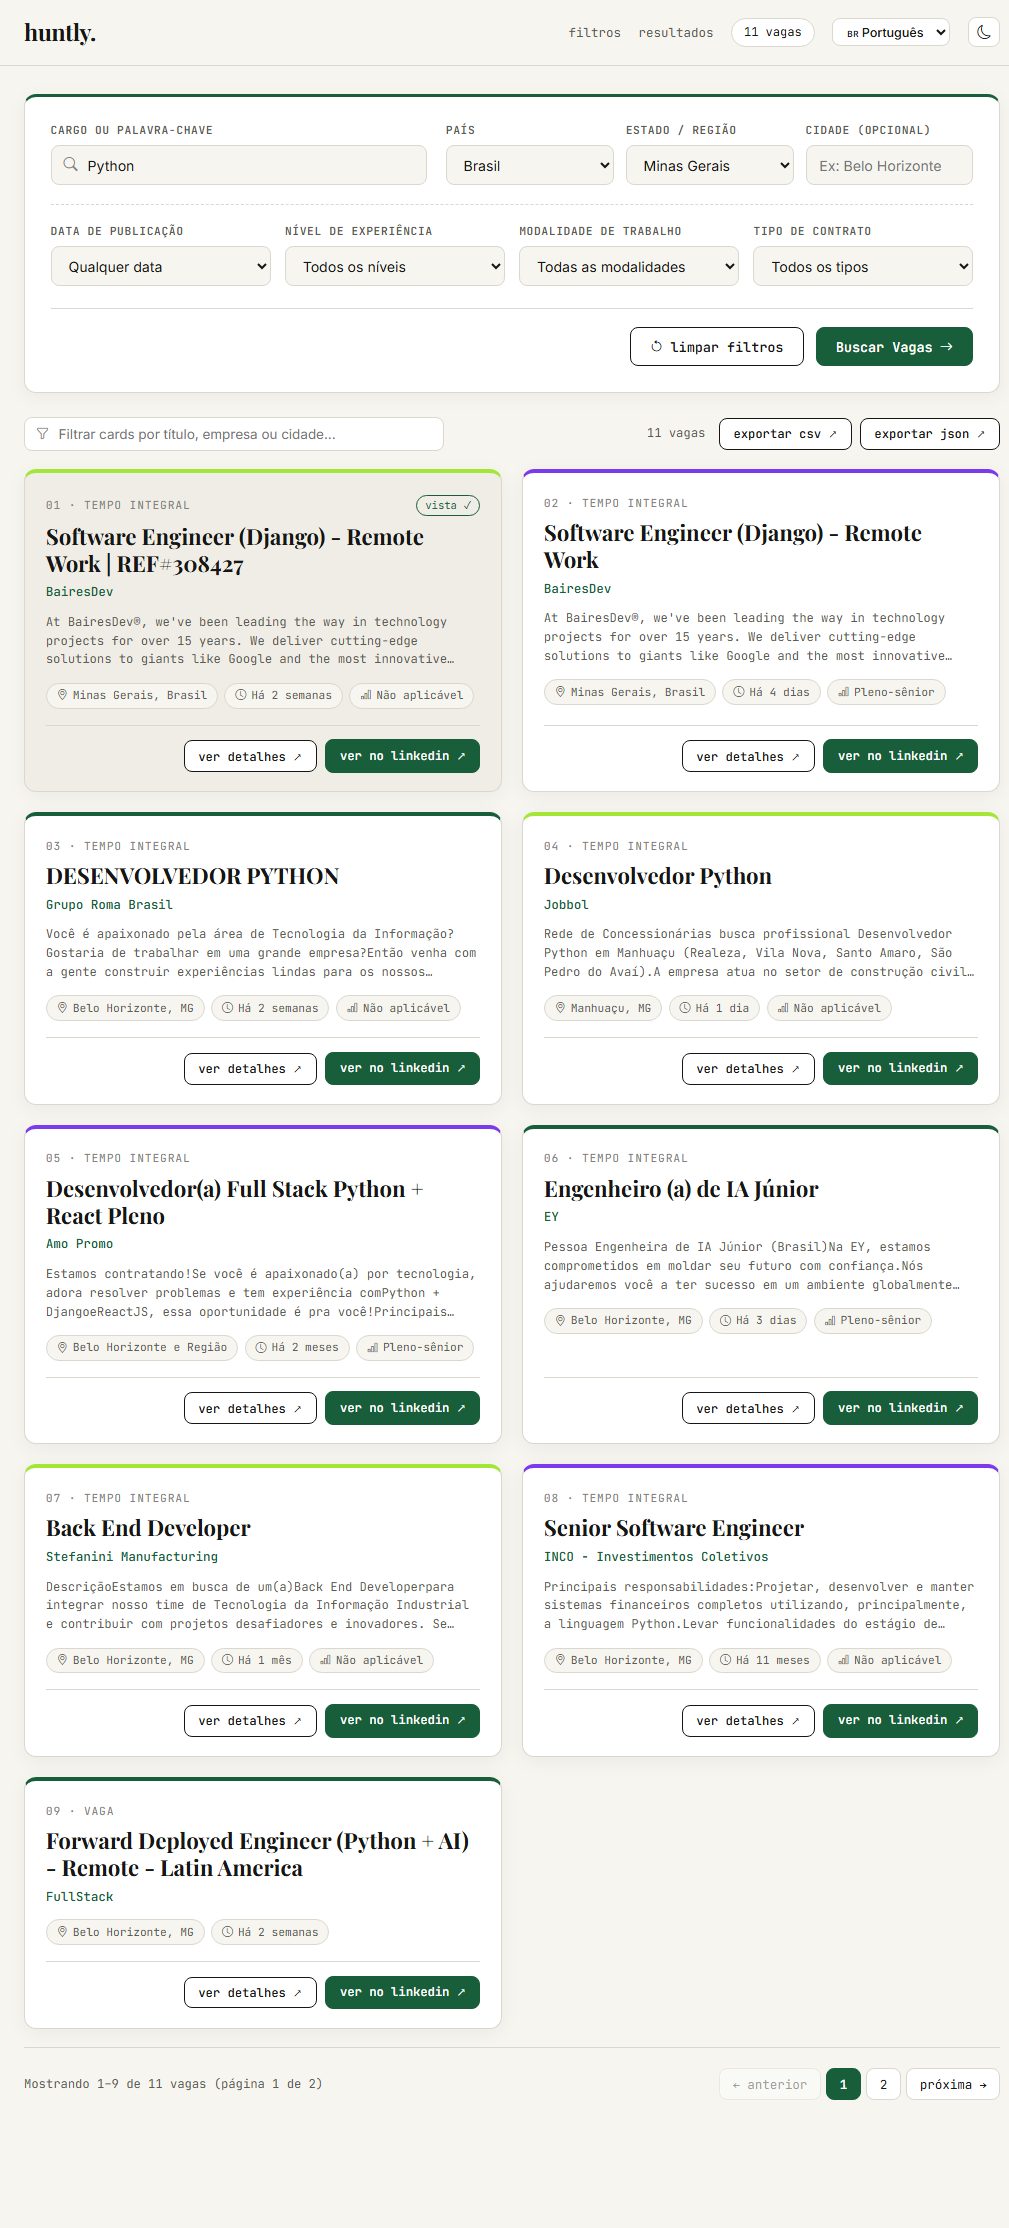 huntly.
filtros resultados 11 vagas BR Português
CARGO OU PALAVRA-CHAVE PAÍS ESTADO / REGIÃO CIDADE (OPCIONAL)
Python Brasil Minas Gerais Ex: Belo Horizonte
DATA DE PUBLICAÇÃO NÍVEL DE EXPERIÊNCIA MODALIDADE DE TRABALHO TIPO DE CONTRATO
Qualquer data Todos os níveis Todas as modalidades Todos os tipos
limpar filtros Buscar Vagas →
Filtrar cards por título, empresa ou cidade... 11 vagas exportar csv ↗ exportar json ↗
01 · TEMPO INTEGRAL vista ✓
Software Engineer (Django) - Remote
Work | REF#308427
BairesDev
At BairesDev®, we've been leading the way in technology
projects for over 15 years. We deliver cutting-edge
solutions to giants like Google and the most innovative…
Minas Gerais, Brasil Há 2 semanas Não aplicável
ver detalhes ↗ ver no linkedin ↗
02 · TEMPO INTEGRAL
Software Engineer (Django) - Remote
Work
BairesDev
At BairesDev®, we've been leading the way in technology
projects for over 15 years. We deliver cutting-edge
solutions to giants like Google and the most innovative…
Minas Gerais, Brasil Há 4 dias Pleno-sênior
ver detalhes ↗ ver no linkedin ↗
03 · TEMPO INTEGRAL
DESENVOLVEDOR PYTHON
Grupo Roma Brasil
Você é apaixonado pela área de Tecnologia da Informação?
Gostaria de trabalhar em uma grande empresa?Então venha com
a gente construir experiências lindas para os nossos…
Belo Horizonte, MG Há 2 semanas Não aplicável
ver detalhes ↗ ver no linkedin ↗
04 · TEMPO INTEGRAL
Desenvolvedor Python
Jobbol
Rede de Concessionárias busca profissional Desenvolvedor
Python em Manhuaçu (Realeza, Vila Nova, Santo Amaro, São
Pedro do Avaí).A empresa atua no setor de construção civil…
Manhuaçu, MG Há 1 dia Não aplicável
ver detalhes ↗ ver no linkedin ↗
05 · TEMPO INTEGRAL
Desenvolvedor(a) Full Stack Python +
React Pleno
Amo Promo
Estamos contratando!Se você é apaixonado(a) por tecnologia,
adora resolver problemas e tem experiência comPython +
DjangoeReactJS, essa oportunidade é pra você!Principais…
Belo Horizonte e Região Há 2 meses Pleno-sênior
ver detalhes ↗ ver no linkedin ↗
06 · TEMPO INTEGRAL
Engenheiro (a) de IA Júnior
EY
Pessoa Engenheira de IA Júnior (Brasil)Na EY, estamos
comprometidos em moldar seu futuro com confiança.Nós
ajudaremos você a ter sucesso em um ambiente globalmente…
Belo Horizonte, MG Há 3 dias Pleno-sênior
ver detalhes ↗ ver no linkedin ↗
07 · TEMPO INTEGRAL
Back End Developer
Stefanini Manufacturing
DescriçãoEstamos em busca de um(a)Back End Developerpara
integrar nosso time de Tecnologia da Informação Industrial
e contribuir com projetos desafiadores e inovadores. Se…
Belo Horizonte, MG Há 1 mês Não aplicável
ver detalhes ↗ ver no linkedin ↗
08 · TEMPO INTEGRAL
Senior Software Engineer
INCO - Investimentos Coletivos
Principais responsabilidades:Projetar, desenvolver e manter
sistemas financeiros completos utilizando, principalmente,
a linguagem Python.Levar funcionalidades do estágio de…
Belo Horizonte, MG Há 11 meses Não aplicável
ver detalhes ↗ ver no linkedin ↗
09 · VAGA
Forward Deployed Engineer (Python + AI)
- Remote - Latin America
FullStack
Belo Horizonte, MG Há 2 semanas
ver detalhes ↗ ver no linkedin ↗
Mostrando 1–9 de 11 vagas (página 1 de 2) ← anterior 1 2 próxima →